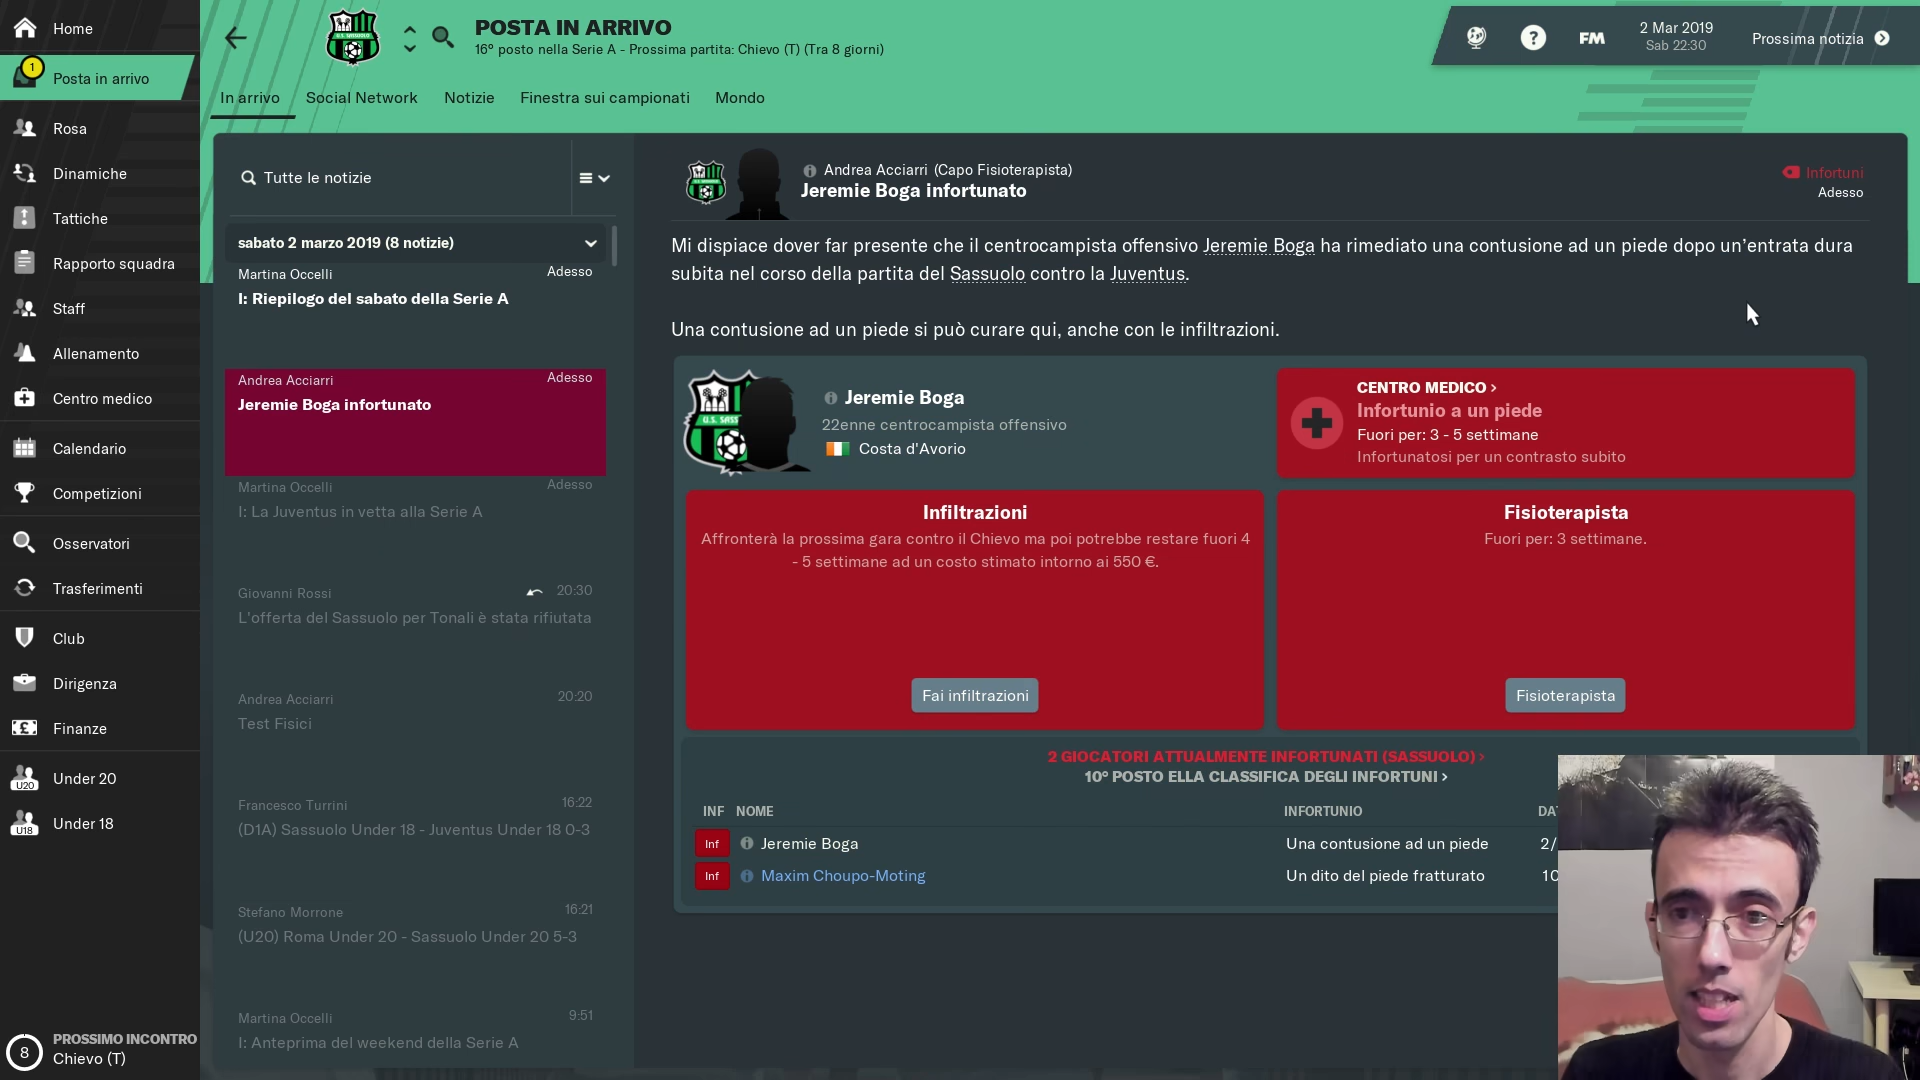 Home
1
Posta in arrivo
Rosa
Dinamiche
Tattiche
Rapporto squadra
Staff
Allenamento
Centro medico
Calendario
Competizioni
Osservatori
Trasferimenti
Club
Dirigenza
Finanze
U20
Under 20
U18
Under 18
8
PROSSIMO INCONTRO
Chievo (T)
POSTA IN ARRIVO
16° posto nella Serie A - Prossima partita: Chievo (T) (Tra 8 giorni)
?
FM
2 Mar 2019
Sab 22:30
Prossima notizia
In arrivo
Social Network
Notizie
Finestra sui campionati
Mondo
Tutte le notizie
sabato 2 marzo 2019 (8 notizie)
Martina Occelli
Adesso
I: Riepilogo del sabato della Serie A
Andrea Acciarri
Adesso
Jeremie Boga infortunato
Martina Occelli
Adesso
I: La Juventus in vetta alla Serie A
Giovanni Rossi
20:30
L'offerta del Sassuolo per Tonali è stata rifiutata
Andrea Acciarri
20:20
Test Fisici
Francesco Turrini
16:22
(D1A) Sassuolo Under 18 - Juventus Under 18 0-3
Stefano Morrone
16:21
(U20) Roma Under 20 - Sassuolo Under 20 5-3
Martina Occelli
9:51
I: Anteprima del weekend della Serie A
Andrea Acciarri (Capo Fisioterapista)
Jeremie Boga infortunato
Infortuni
Adesso
Mi dispiace dover far presente che il centrocampista offensivo Jeremie Boga ha rimediato una contusione ad un piede dopo un'entrata dura
subita nel corso della partita del Sassuolo contro la Juventus.
Una contusione ad un piede si può curare qui, anche con le infiltrazioni.
U.S. SASS
Jeremie Boga
22enne centrocampista offensivo
Costa d'Avorio
CENTRO MEDICO >
Infortunio a un piede
Fuori per: 3 - 5 settimane
Infortunatosi per un contrasto subito
Infiltrazioni
Affronterà la prossima gara contro il Chievo ma poi potrebbe restare fuori 4
- 5 settimane ad un costo stimato intorno ai 550 €.
Fai infiltrazioni
Fisioterapista
Fuori per: 3 settimane.
Fisioterapista
2 GIOCATORI ATTUALMENTE INFORTUNATI (SASSUOLO) >
10° POSTO ELLA CLASSIFICA DEGLI INFORTUNI >
INF NOME INFORTUNIO
Inf Jeremie Boga Una contusione ad un piede 2/
Inf Maxim Choupo-Moting Un dito del piede fratturato 10